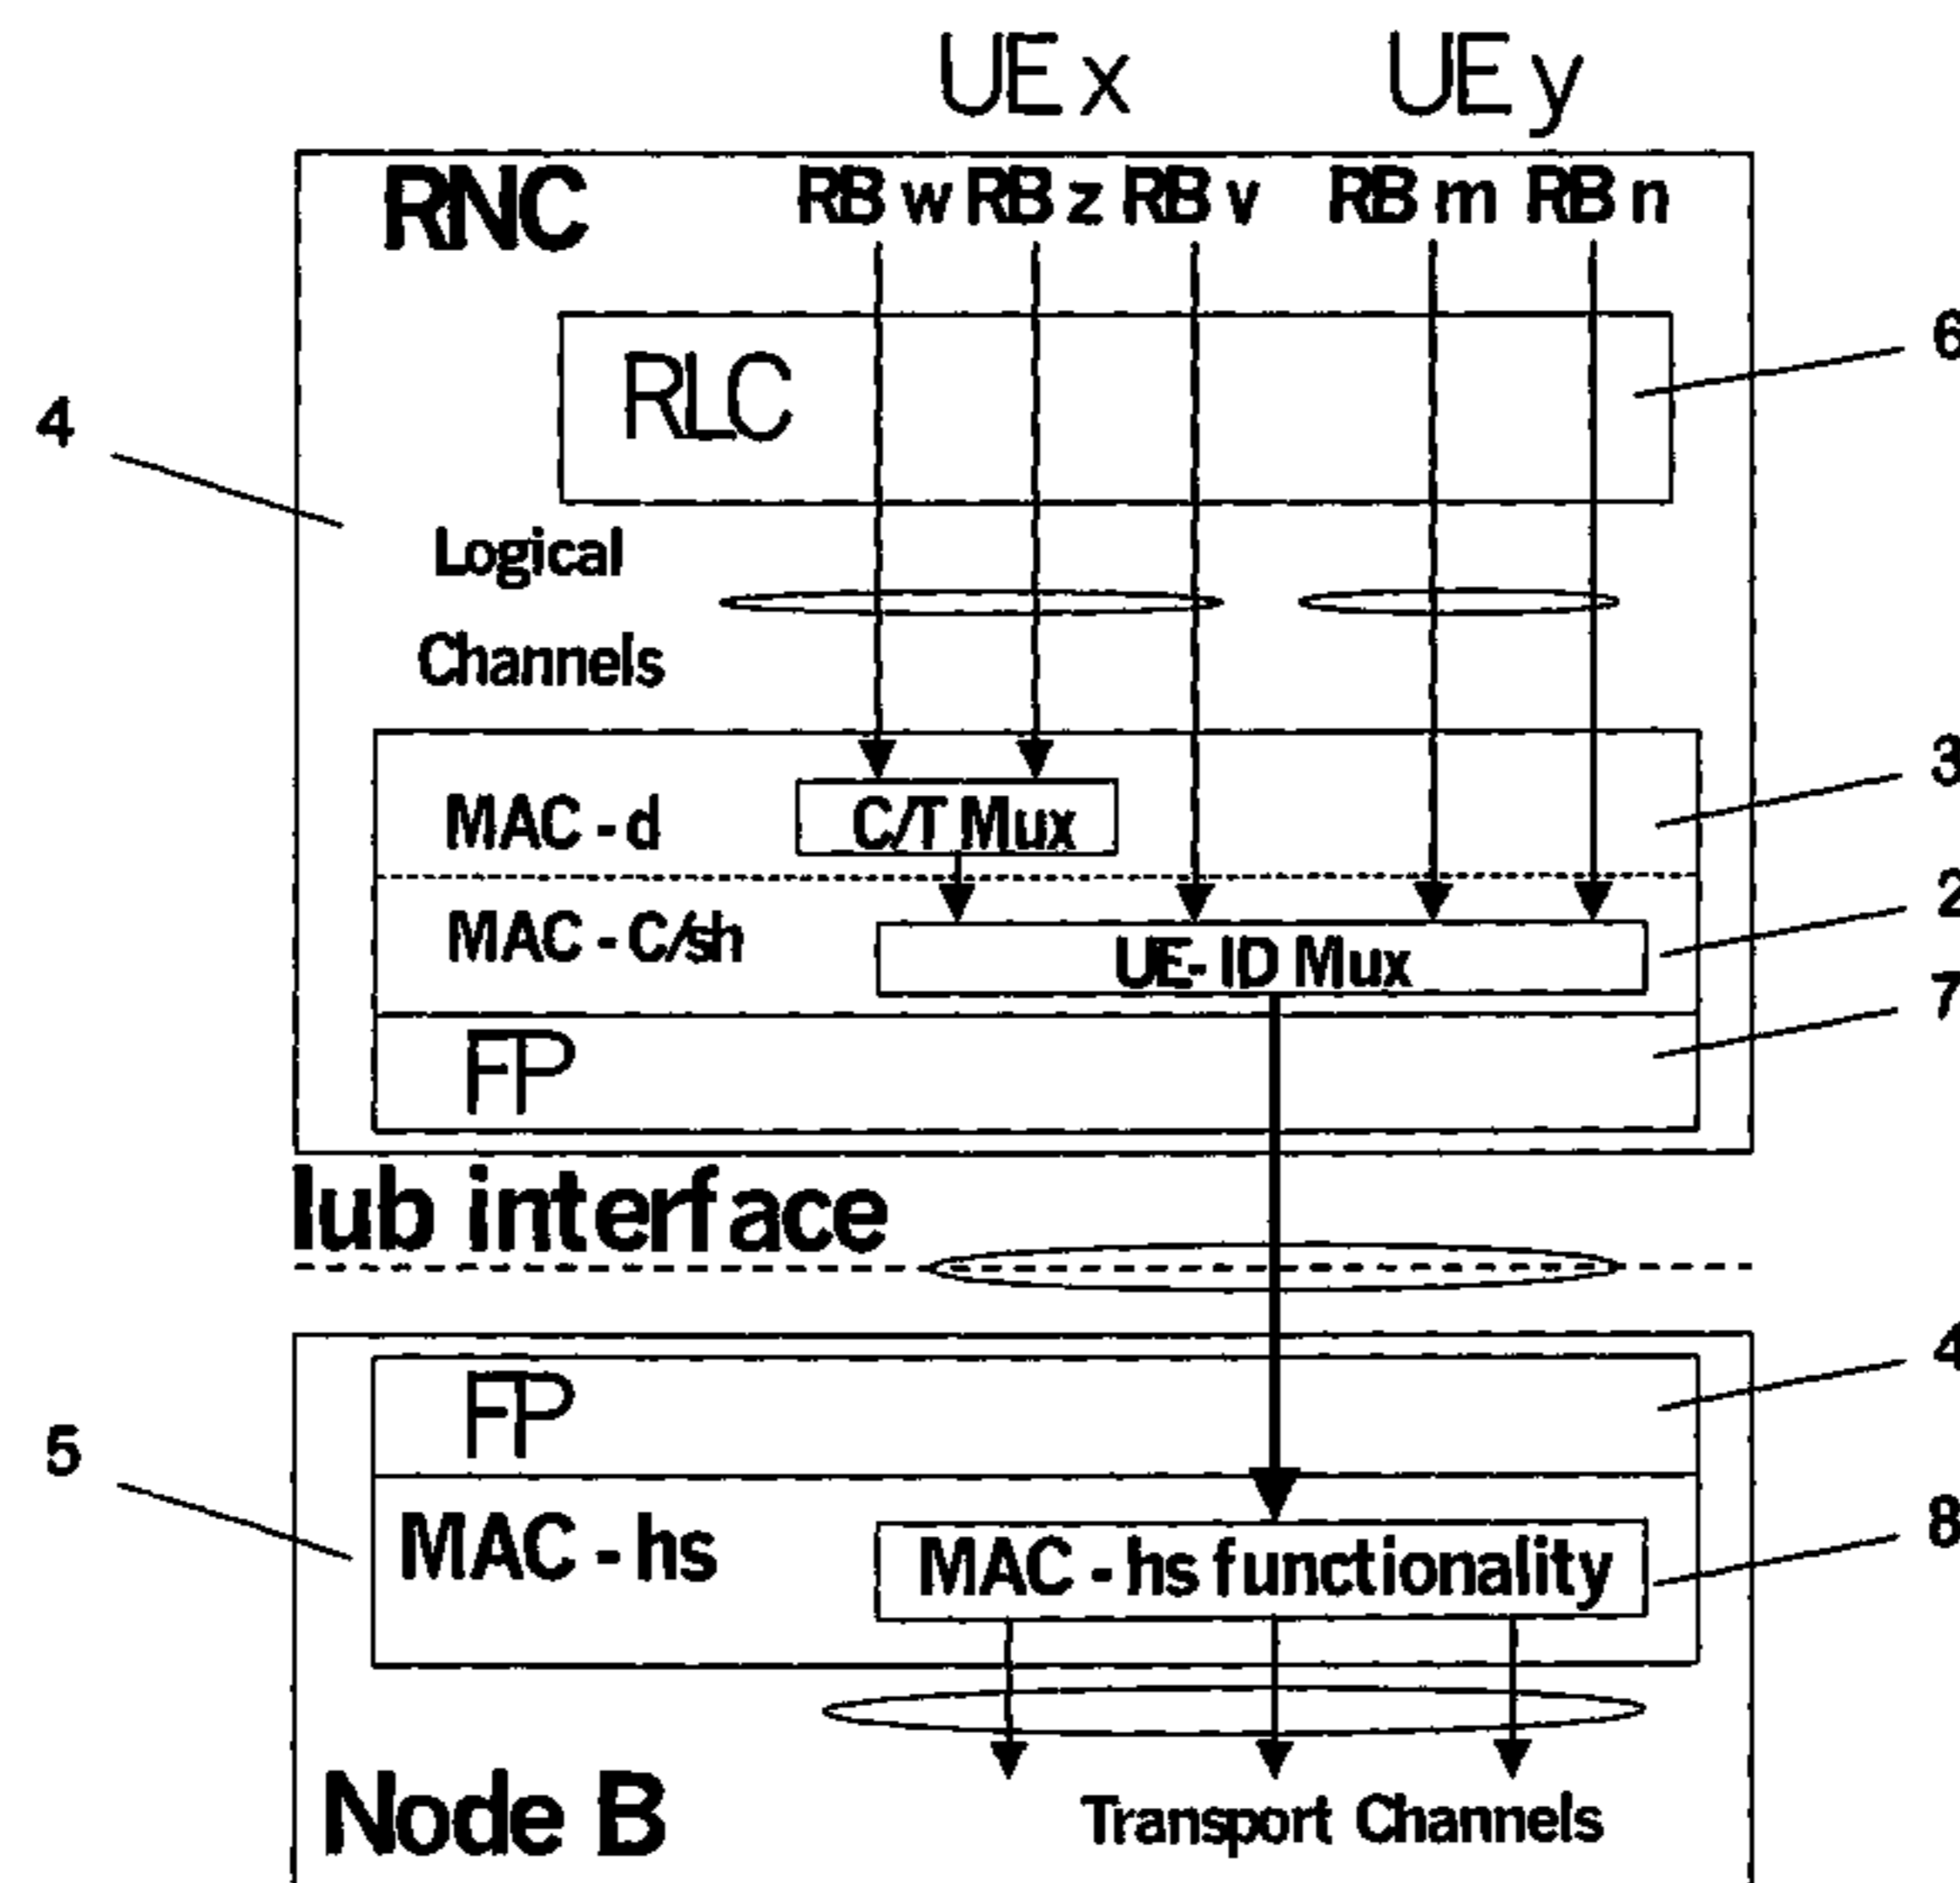 UE x UE y
RNC RB w RB z RB v RB m RB n
6
RLC
4
Logical
Channels
3
MAC - d C/T Mux
2
MAC - C/sh UE- ID Mux
7
FP
Iub interface
4
FP
5
8
MAC - hs MAC - hs functionality
Node B Transport Channels